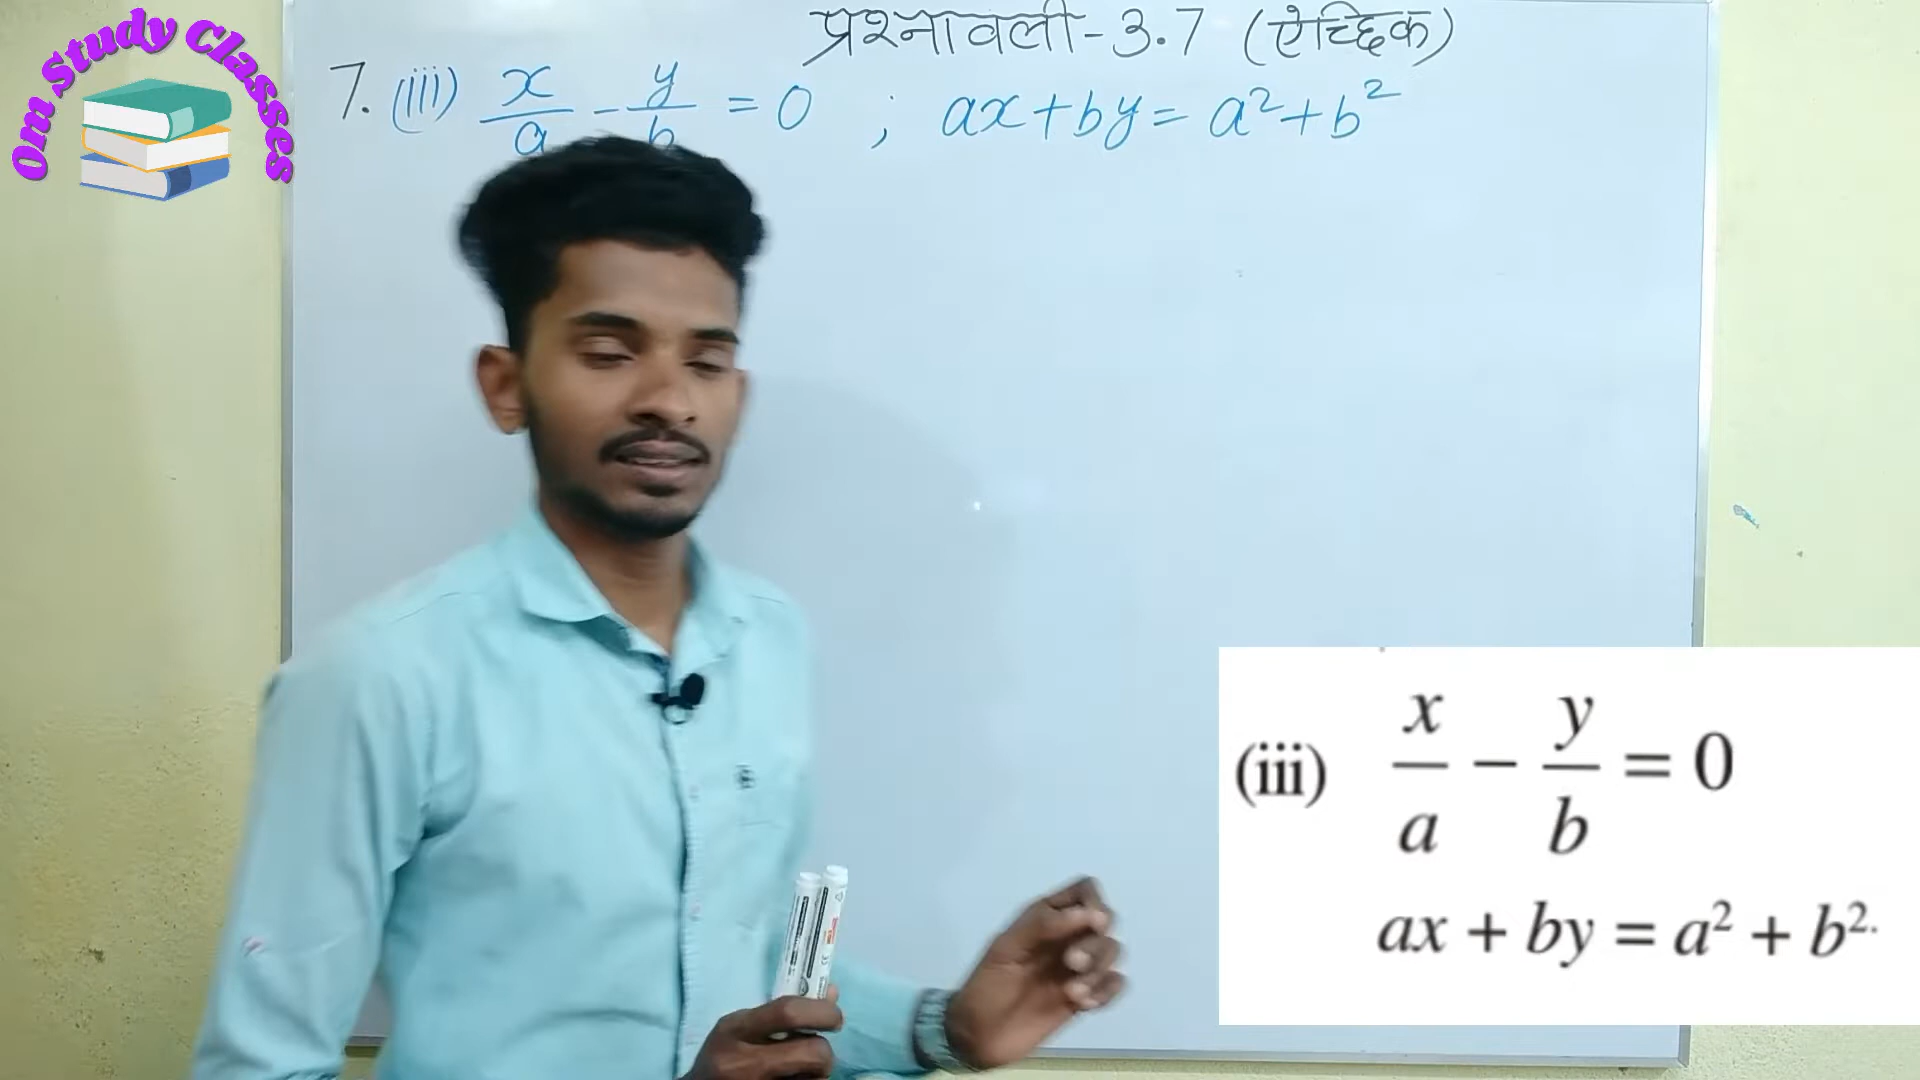 Om Study Classes
प्रश्नावली-3.7 (ऐच्छिक)
7. (iii) x/a - y/b = 0 ; ax+by= a²+b²
(iii) x/a − y/b = 0
ax + by = a² + b².